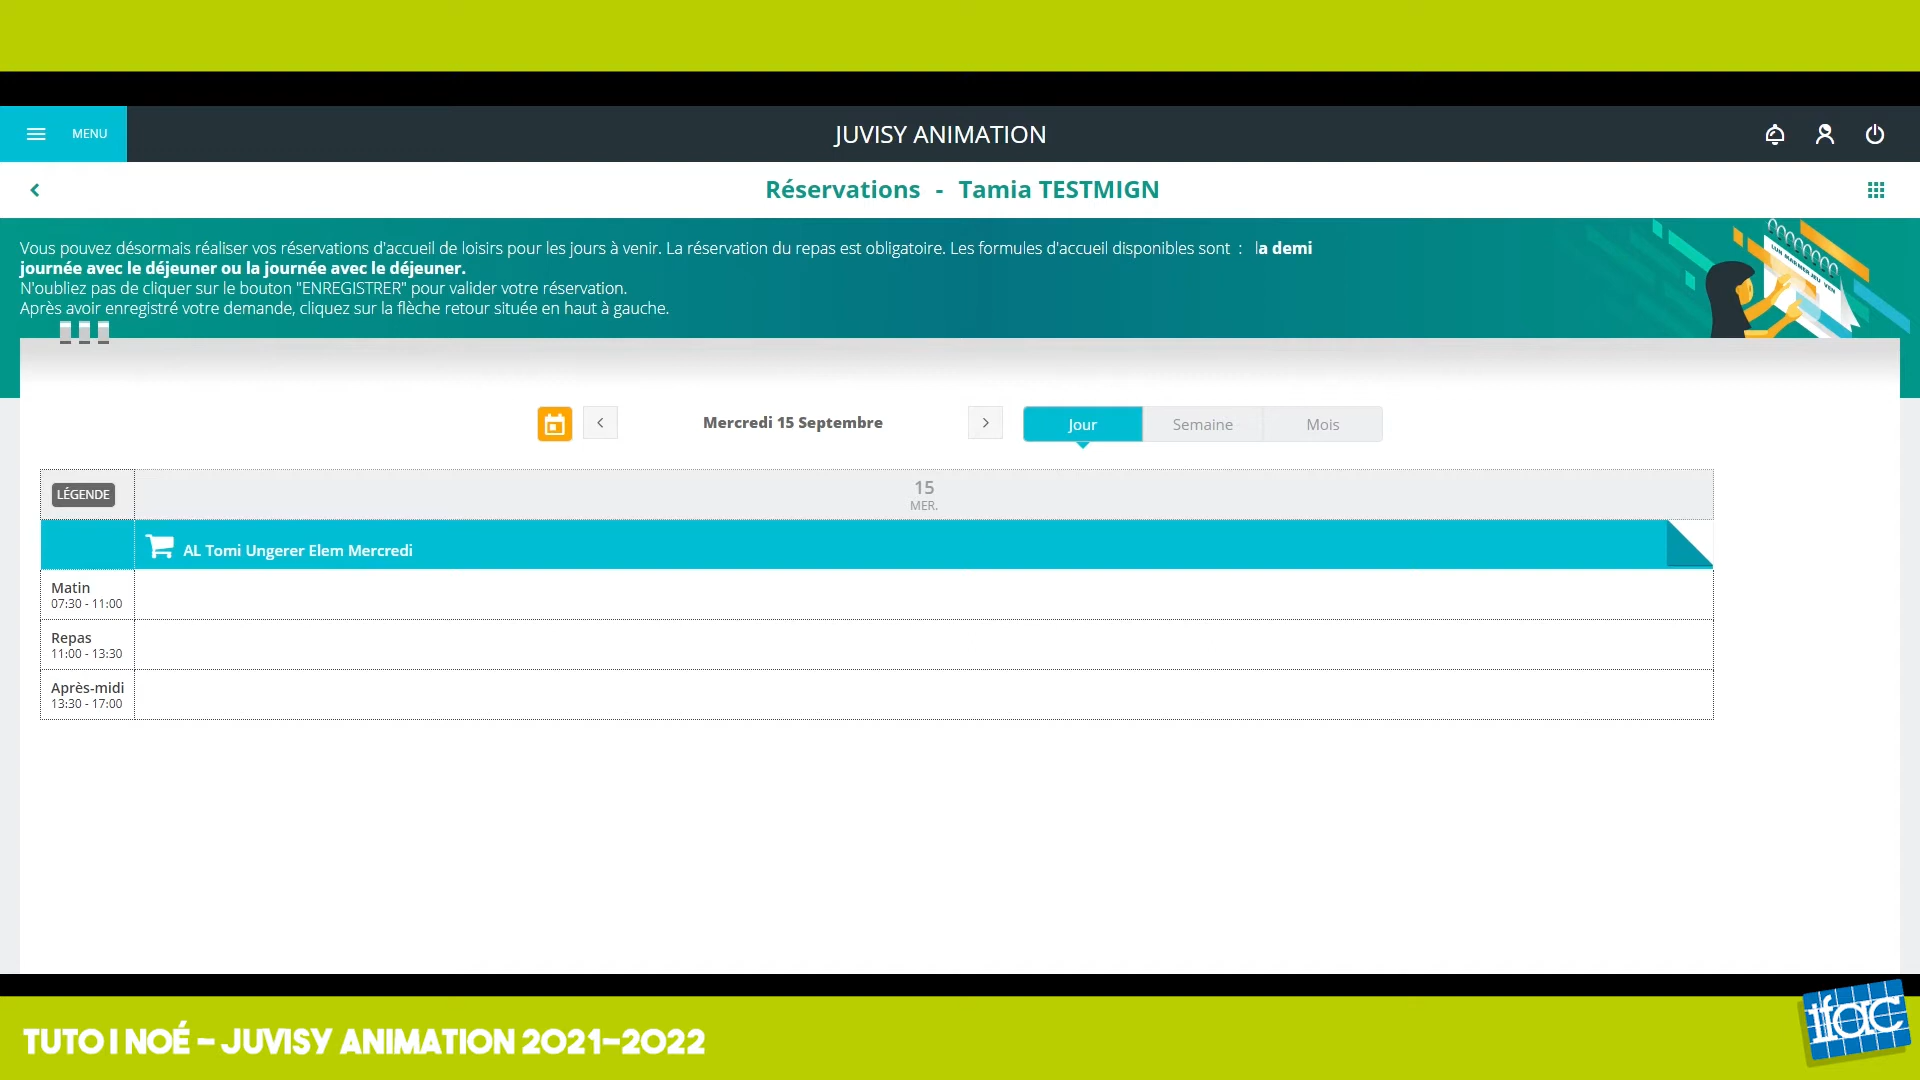 MENU
JUVISY ANIMATION
Réservations - Tamia TESTMIGN
Vous pouvez désormais réaliser vos réservations d'accueil de loisirs pour les jours à venir. La réservation du repas est obligatoire. Les formules d'accueil disponibles sont : la demi
journée avec le déjeuner ou la journée avec le déjeuner.
N'oubliez pas de cliquer sur le bouton "ENREGISTRER" pour valider votre réservation.
Après avoir enregistré votre demande, cliquez sur la flèche retour située en haut à gauche.
LUN MAR MER JEU VEN
Mercredi 15 Septembre
Jour
Semaine
Mois
LÉGENDE
15
MER.
AL Tomi Ungerer Elem Mercredi
Matin
07:30 - 11:00
Repas
11:00 - 13:30
Après-midi
13:30 - 17:00
TUTO I NOÉ - JUVISY ANIMATION 2021-2022
ifac